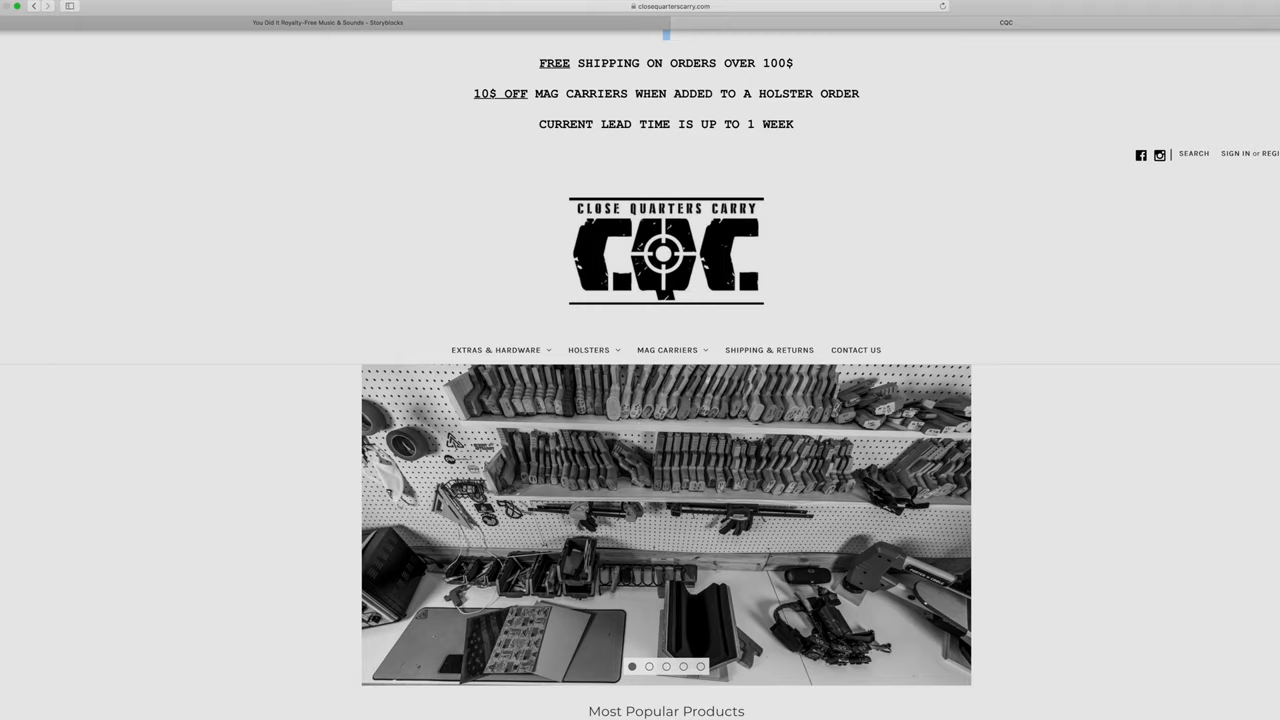 closequarterscarry.com
You Did It Royalty-Free Music & Sounds - Storyblocks
CQC
FREE SHIPPING ON ORDERS OVER 100$
10$ OFF MAG CARRIERS WHEN ADDED TO A HOLSTER ORDER
CURRENT LEAD TIME IS UP TO 1 WEEK
SEARCH SIGN IN or REGI
CLOSE QUARTERS CARRY
C.Q.C.
EXTRAS & HARDWARE HOLSTERS MAG CARRIERS SHIPPING & RETURNS CONTACT US
Most Popular Products